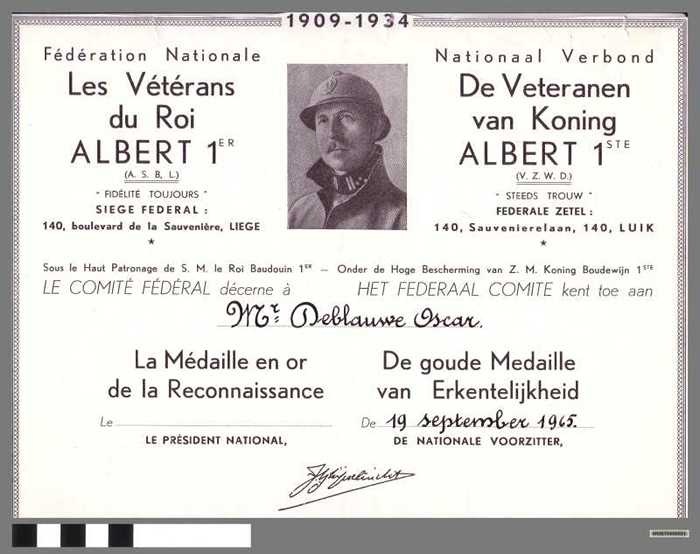 1909-1934
Fédération Nationale
Les Vétérans
du Roi
ALBERT 1ER
(A. S. B. L.)
" FIDÉLITÉ TOUJOURS "
SIEGE FEDERAL :
140, boulevard de la Sauvenière, LIEGE
*
Nationaal Verbond
De Veteranen
van Koning
ALBERT 1STE
(V. Z. W. D.)
" STEEDS TROUW "
FEDERALE ZETEL :
140, Sauvenierelaan, 140, LUIK
*
Sous le Haut Patronage de S. M. le Roi Baudouin 1ER — Onder de Hoge Bescherming van Z. M. Koning Boudewijn 1STE
LE COMITÉ FÉDÉRAL décerne à HET FEDERAAL COMITE kent toe aan
Mr: Deblauwe Oscar.
La Médaille en or
de la Reconnaissance
Le
LE PRÉSIDENT NATIONAL,
De goude Medaille
van Erkentelijkheid
De 19 september 1965.
DE NATIONALE VOORZITTER,